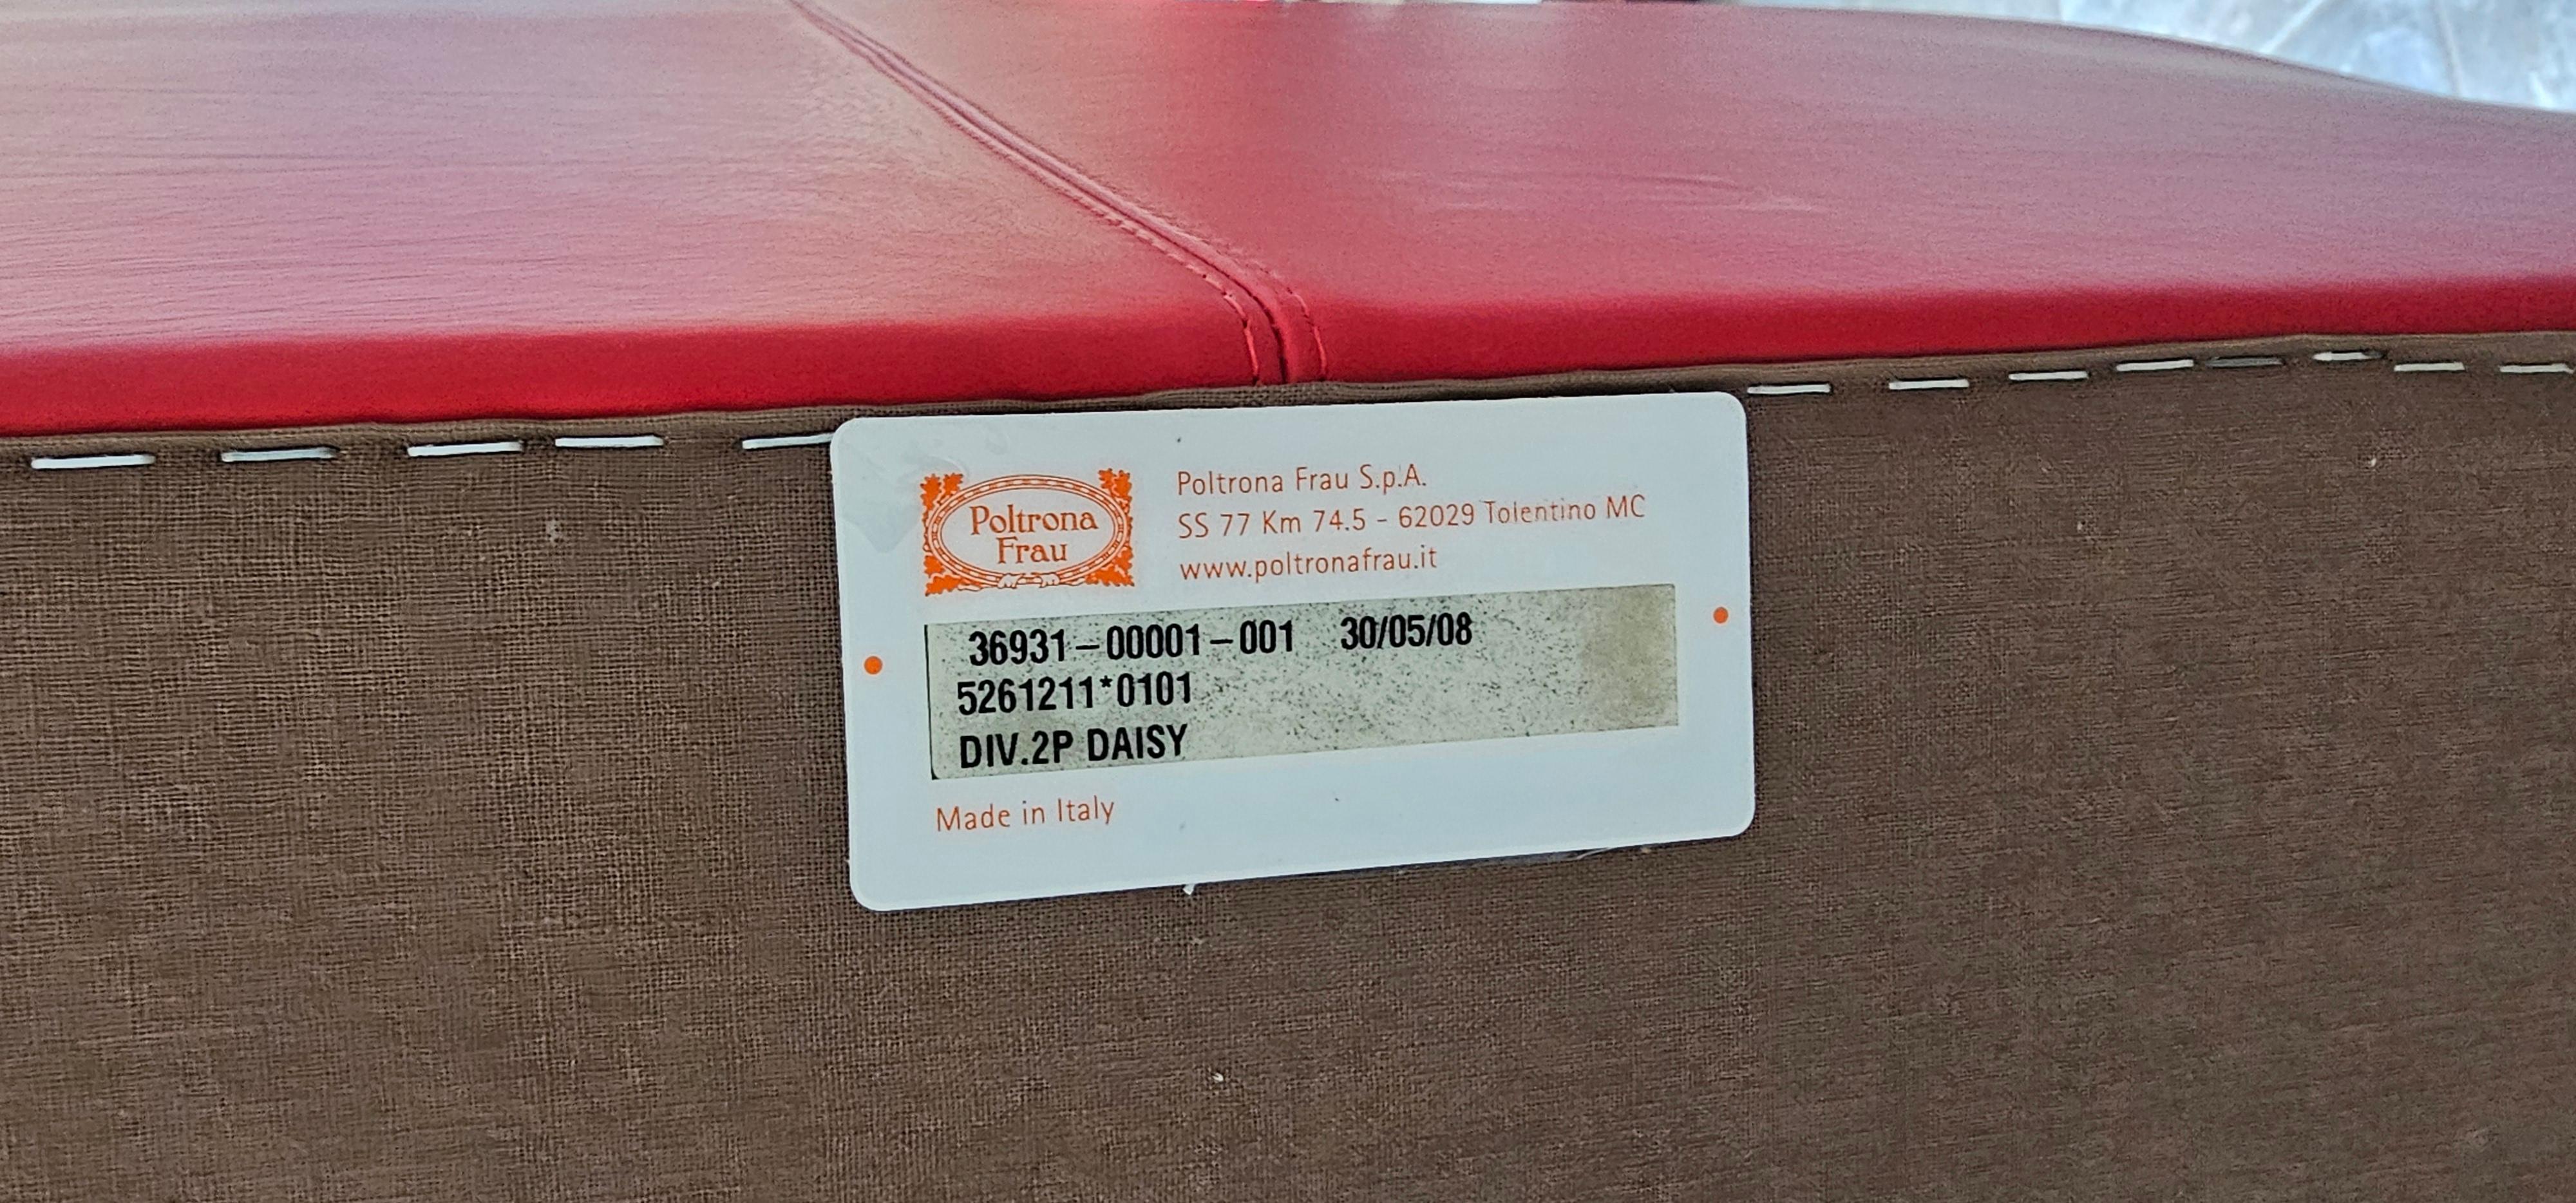 Poltrona
Frau
Poltrona Frau S.p.A.
SS 77 Km 74.5 - 62029 Tolentino MC
www.poltronafrau.it
36931-00001-001 30/05/08
5261211*0101
DIV.2P DAISY
Made in Italy